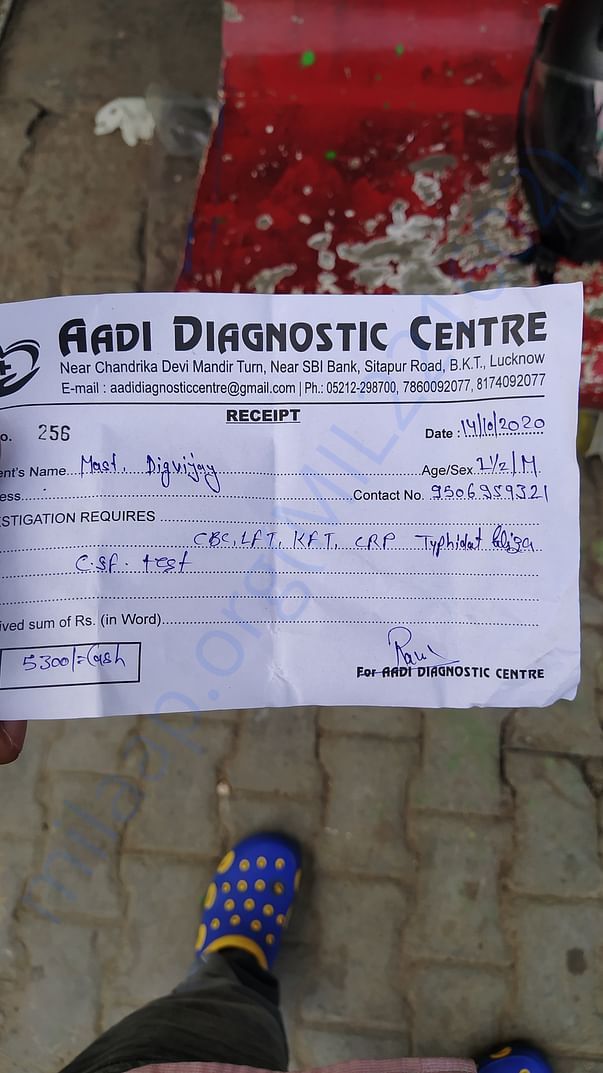 AADI DIAGNOSTIC CENTRE
Near Chandrika Devi Mandir Turn, Near SBI Bank, Sitapur Road, B.K.T., Lucknow
E-mail : aadidiagnosticcentre@gmail.com | Ph.: 05212-298700, 7860092077, 8174092077
RECEIPT
o. 256 Date : 14/10/2020
ent's Name Mast. Digvijay Age/Sex 1 1/2/M
ess Contact No. 9506959321
ESTIGATION REQUIRES
CBC, LFT, KFT, CRP Typhidot
C.S.F. test
ived sum of Rs. (in Word)
5300/= Cash
For AADI DIAGNOSTIC CENTRE